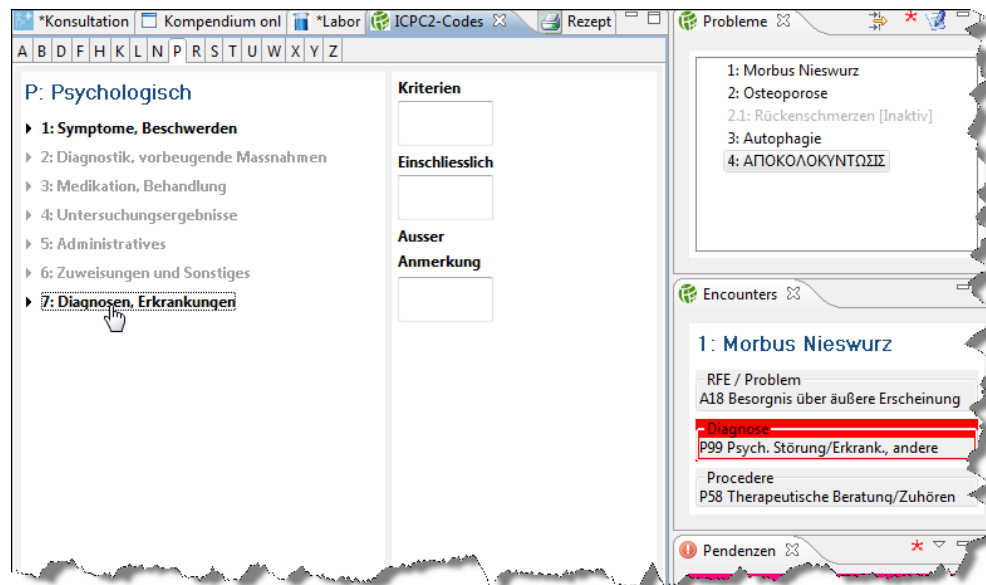 *Konsultation
Kompendium onl
*Labor
ICPC2-Codes
Rezept
A B D F H K L N P R S T U W X Y Z
P: Psychologisch
1: Symptome, Beschwerden
2: Diagnostik, vorbeugende Massnahmen
3: Medikation, Behandlung
4: Untersuchungsergebnisse
5: Administratives
6: Zuweisungen und Sonstiges
7: Diagnosen, Erkrankungen
Kriterien
Einschliesslich
Ausser
Anmerkung
Probleme
1: Morbus Nieswurz
2: Osteoporose
2.1: Rückenschmerzen [Inaktiv]
3: Autophagie
4: ΑΠΟΚΟΛΟΚΥΝΤΩΣΙΣ
Encounters
1: Morbus Nieswurz
RFE / Problem
A18 Besorgnis über äußere Erscheinung
Diagnose
P99 Psych. Störung/Erkrank., andere
Procedere
P58 Therapeutische Beratung/Zuhören
Pendenzen